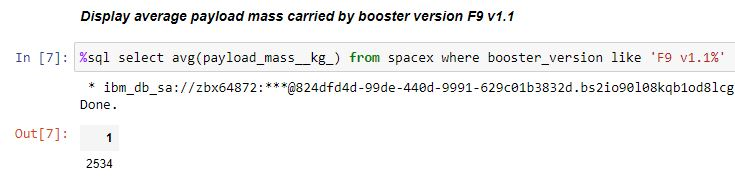 Display average payload mass carried by booster version F9 v1.1
In [7]: %sql select avg(payload_mass__kg_) from spacex where booster_version like 'F9 v1.1%'
* ibm_db_sa://zbx64872:***@824dfd4d-99de-440d-9991-629c01b3832d.bs2io90l08kqb1od8lcg
Done.
Out[7]: 1
2534